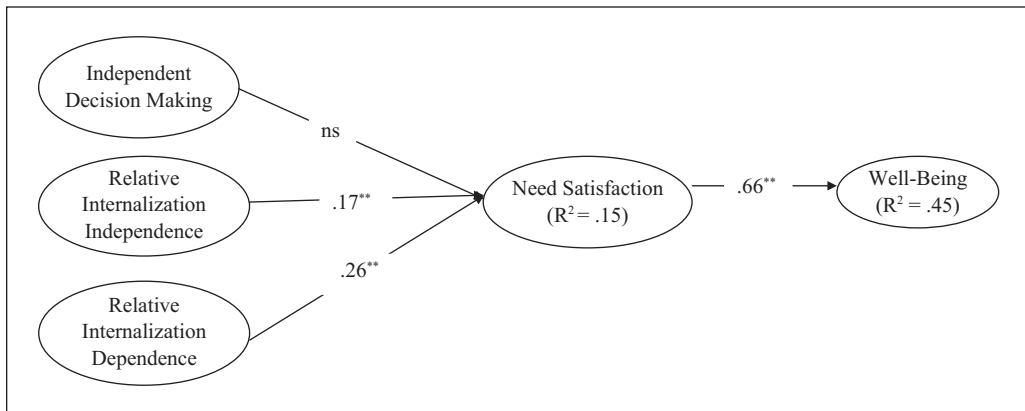 Independent
Decision Making
ns
Relative
Internalization
Independence
.17**
Need Satisfaction
(R² = .15)
.66**
Well-Being
(R² = .45)
.26**
Relative
Internalization
Dependence